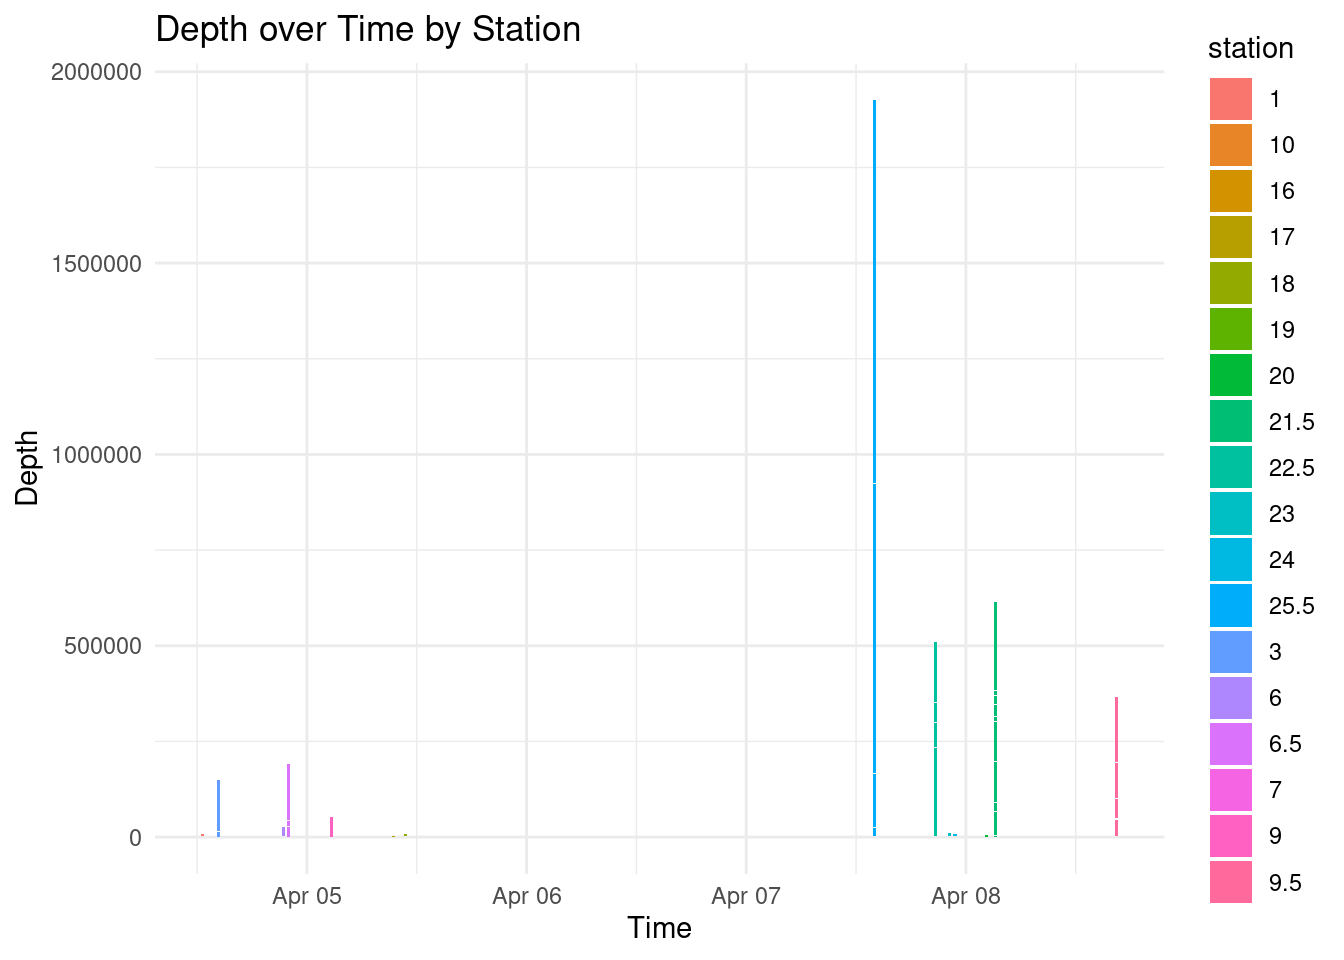 Depth over Time by Station
2000000
1500000
1000000
500000
0
Depth
Apr 05
Apr 06
Apr 07
Apr 08
Time
station
1
10
16
17
18
19
20
21.5
22.5
23
24
25.5
3
6
6.5
7
9
9.5